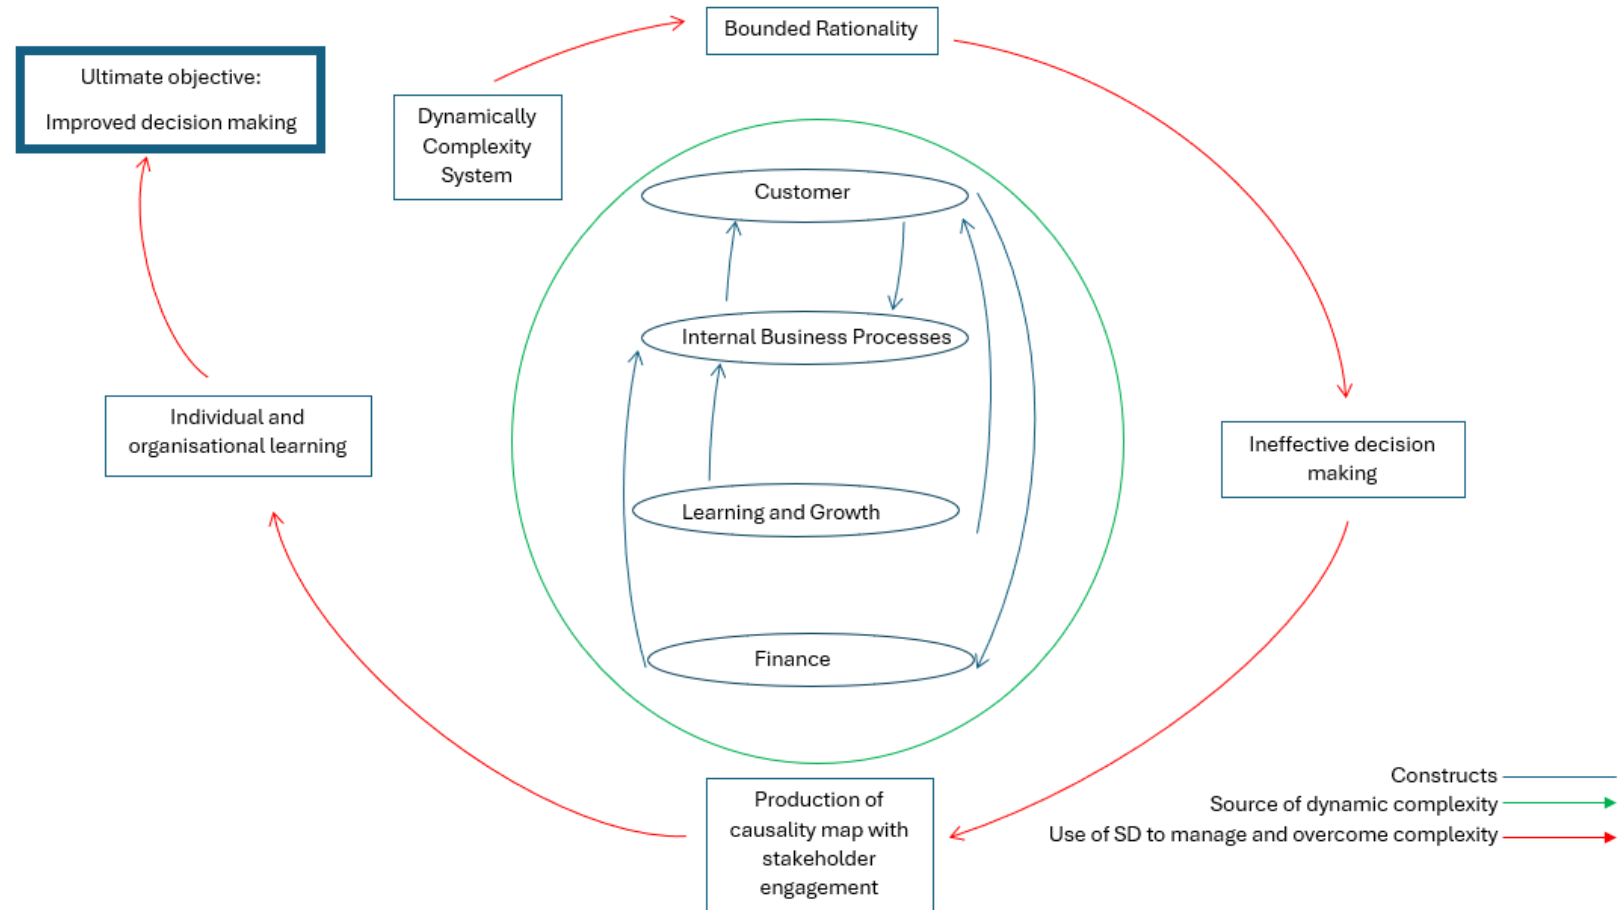 Bounded Rationality
Ultimate objective:
Improved decision making
Dynamically
Complexity
System
Customer
Internal Business Processes
Individual and
organisational learning
Ineffective decision
making
Learning and Growth
Finance
Production of
causality map with
stakeholder
engagement
Constructs
Source of dynamic complexity
Use of SD to manage and overcome complexity